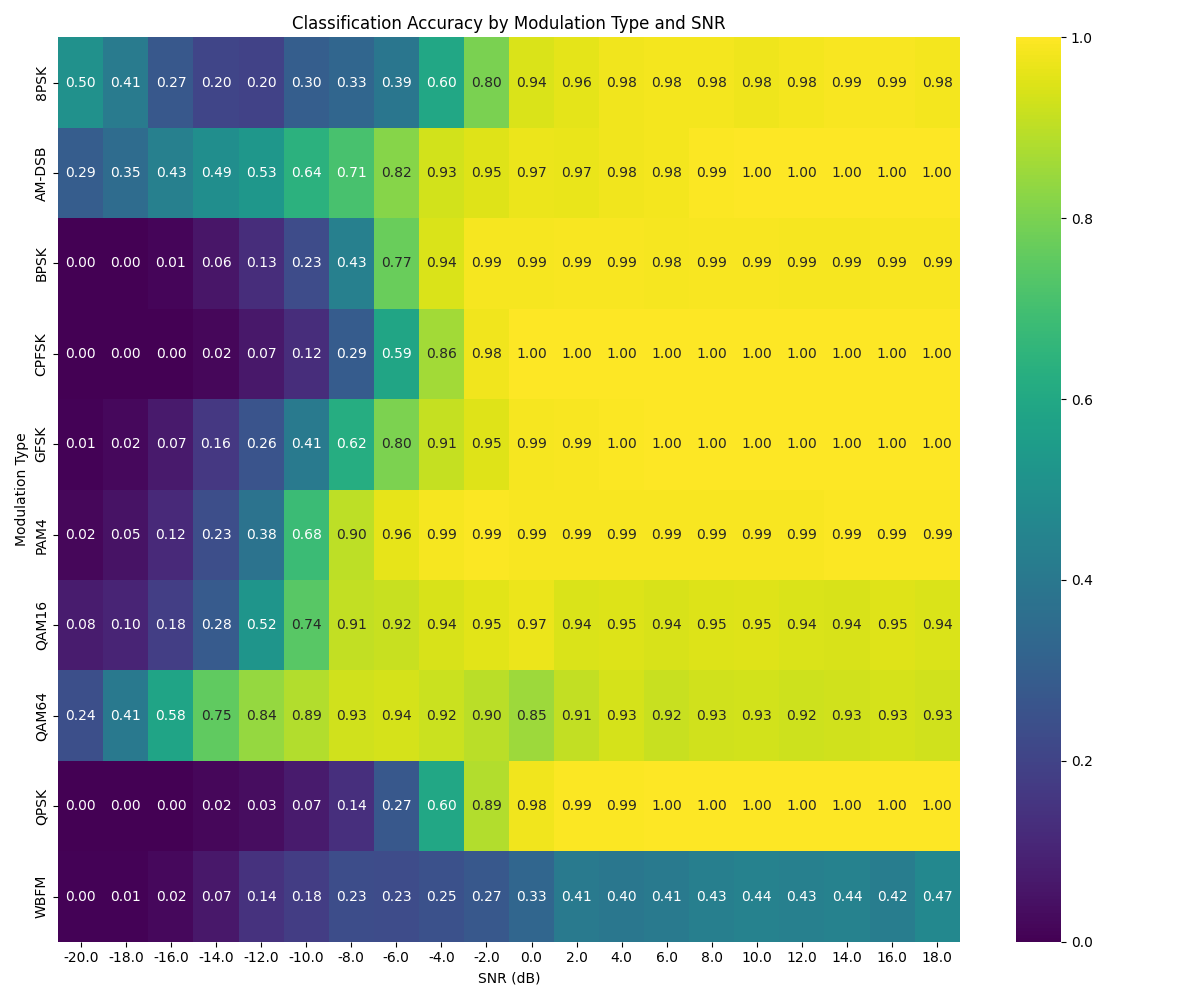 Classification Accuracy by Modulation Type and SNR
Modulation Type
8PSK 0.50 0.41 0.27 0.20 0.20 0.30 0.33 0.39 0.60 0.80 0.94 0.96 0.98 0.98 0.98 0.98 0.98 0.99 0.99 0.98
AM-DSB 0.29 0.35 0.43 0.49 0.53 0.64 0.71 0.82 0.93 0.95 0.97 0.97 0.98 0.98 0.99 1.00 1.00 1.00 1.00 1.00
BPSK 0.00 0.00 0.01 0.06 0.13 0.23 0.43 0.77 0.94 0.99 0.99 0.99 0.99 0.98 0.99 0.99 0.99 0.99 0.99 0.99
CPFSK 0.00 0.00 0.00 0.02 0.07 0.12 0.29 0.59 0.86 0.98 1.00 1.00 1.00 1.00 1.00 1.00 1.00 1.00 1.00 1.00
GFSK 0.01 0.02 0.07 0.16 0.26 0.41 0.62 0.80 0.91 0.95 0.99 0.99 1.00 1.00 1.00 1.00 1.00 1.00 1.00 1.00
PAM4 0.02 0.05 0.12 0.23 0.38 0.68 0.90 0.96 0.99 0.99 0.99 0.99 0.99 0.99 0.99 0.99 0.99 0.99 0.99 0.99
QAM16 0.08 0.10 0.18 0.28 0.52 0.74 0.91 0.92 0.94 0.95 0.97 0.94 0.95 0.94 0.95 0.95 0.94 0.94 0.95 0.94
QAM64 0.24 0.41 0.58 0.75 0.84 0.89 0.93 0.94 0.92 0.90 0.85 0.91 0.93 0.92 0.93 0.93 0.92 0.93 0.93 0.93
QPSK 0.00 0.00 0.00 0.02 0.03 0.07 0.14 0.27 0.60 0.89 0.98 0.99 0.99 1.00 1.00 1.00 1.00 1.00 1.00 1.00
WBFM 0.00 0.01 0.02 0.07 0.14 0.18 0.23 0.23 0.25 0.27 0.33 0.41 0.40 0.41 0.43 0.44 0.43 0.44 0.42 0.47
-20.0 -18.0 -16.0 -14.0 -12.0 -10.0 -8.0 -6.0 -4.0 -2.0 0.0 2.0 4.0 6.0 8.0 10.0 12.0 14.0 16.0 18.0
SNR (dB)
1.0
0.8
0.6
0.4
0.2
0.0